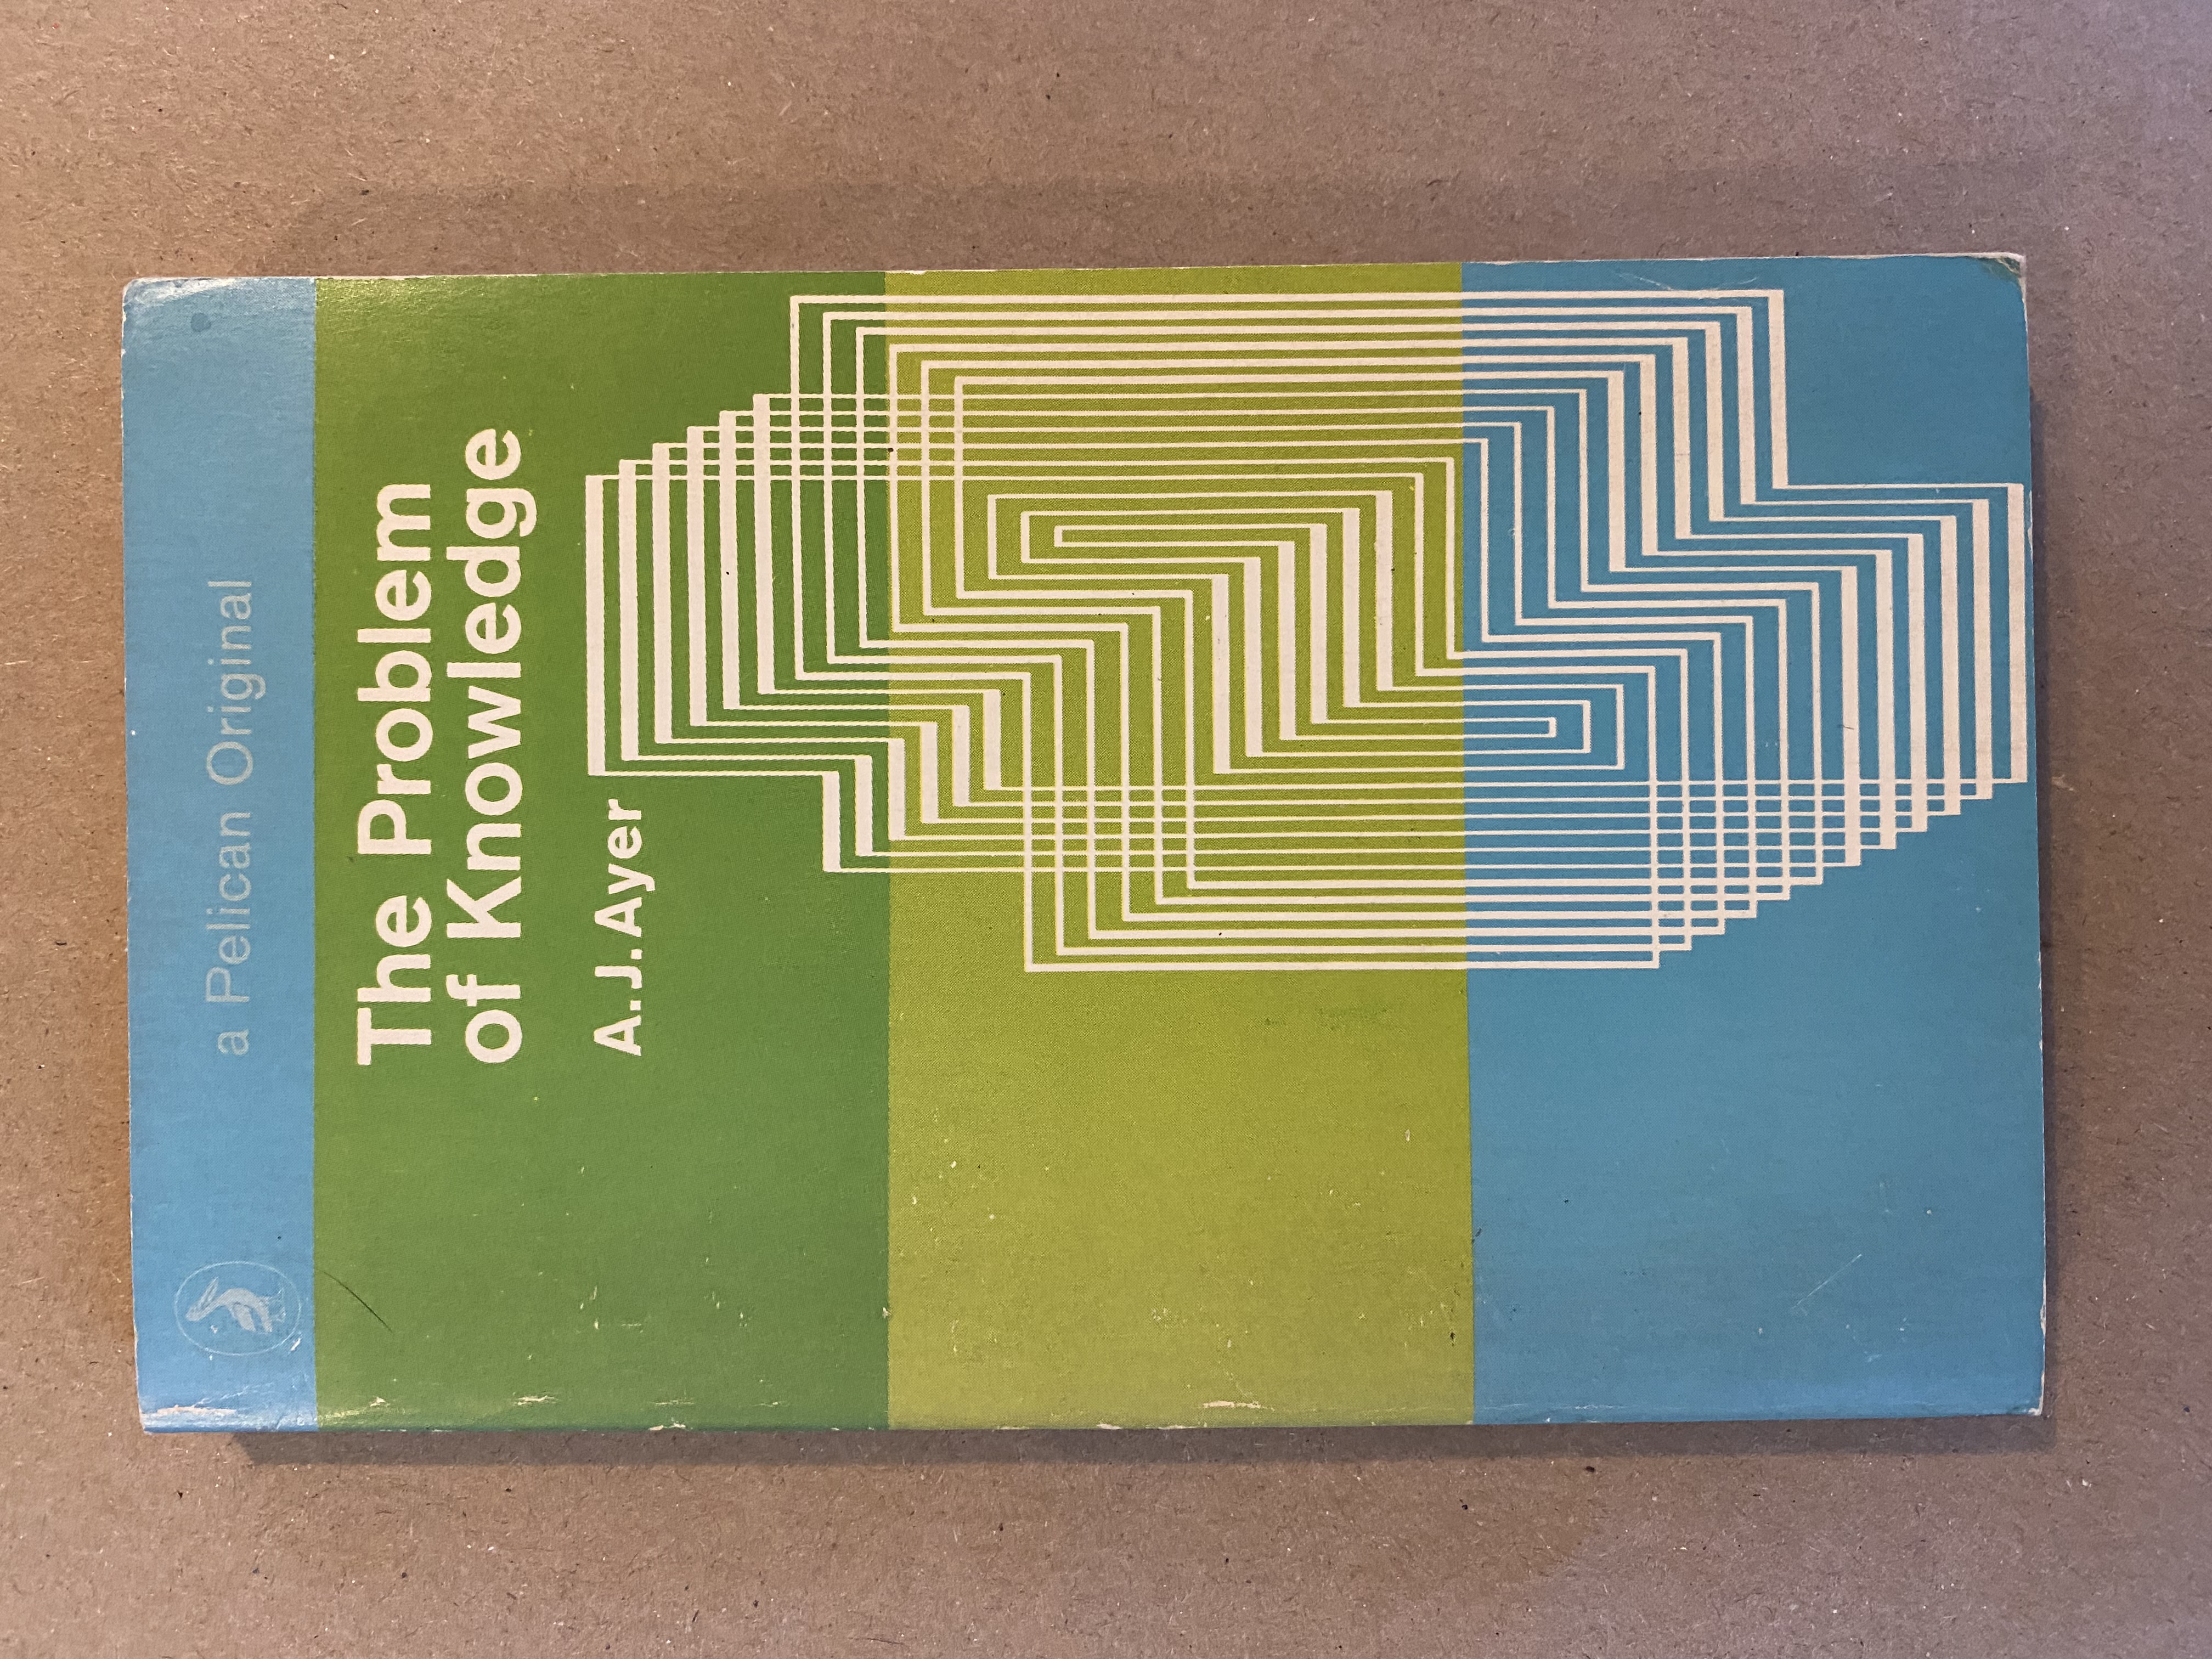 a Pelican Original
The Problem
of Knowledge
A.J.Ayer